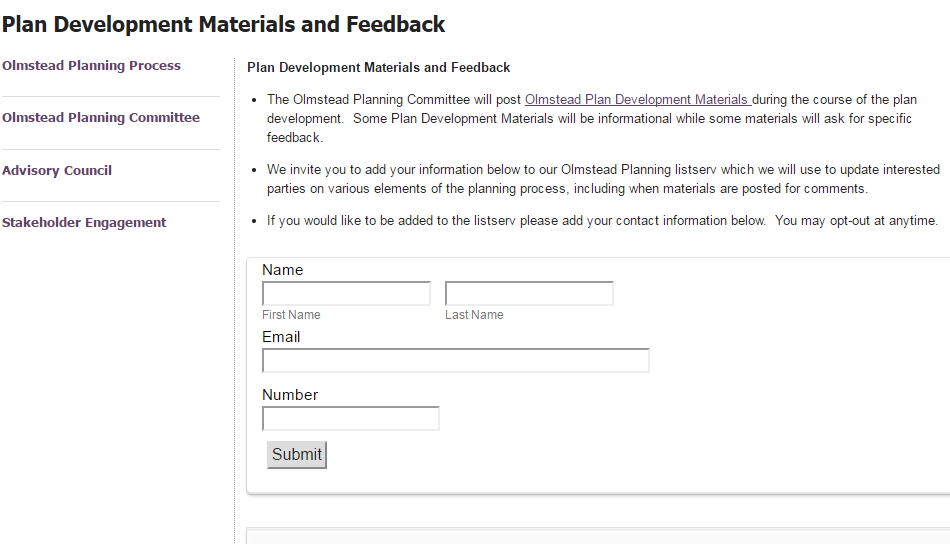 Plan Development Materials and Feedback
Olmstead Planning Process
Olmstead Planning Committee
Advisory Council
Stakeholder Engagement
Plan Development Materials and Feedback
• The Olmstead Planning Committee will post Olmstead Plan Development Materials during the course of the plan
development.  Some Plan Development Materials will be informational while some materials will ask for specific
feedback.
• We invite you to add your information below to our Olmstead Planning listserv which we will use to update interested
parties on various elements of the planning process, including when materials are posted for comments.
• If you would like to be added to the listserv please add your contact information below.  You may opt-out at anytime.
Name
First Name Last Name
Email
Number
Submit